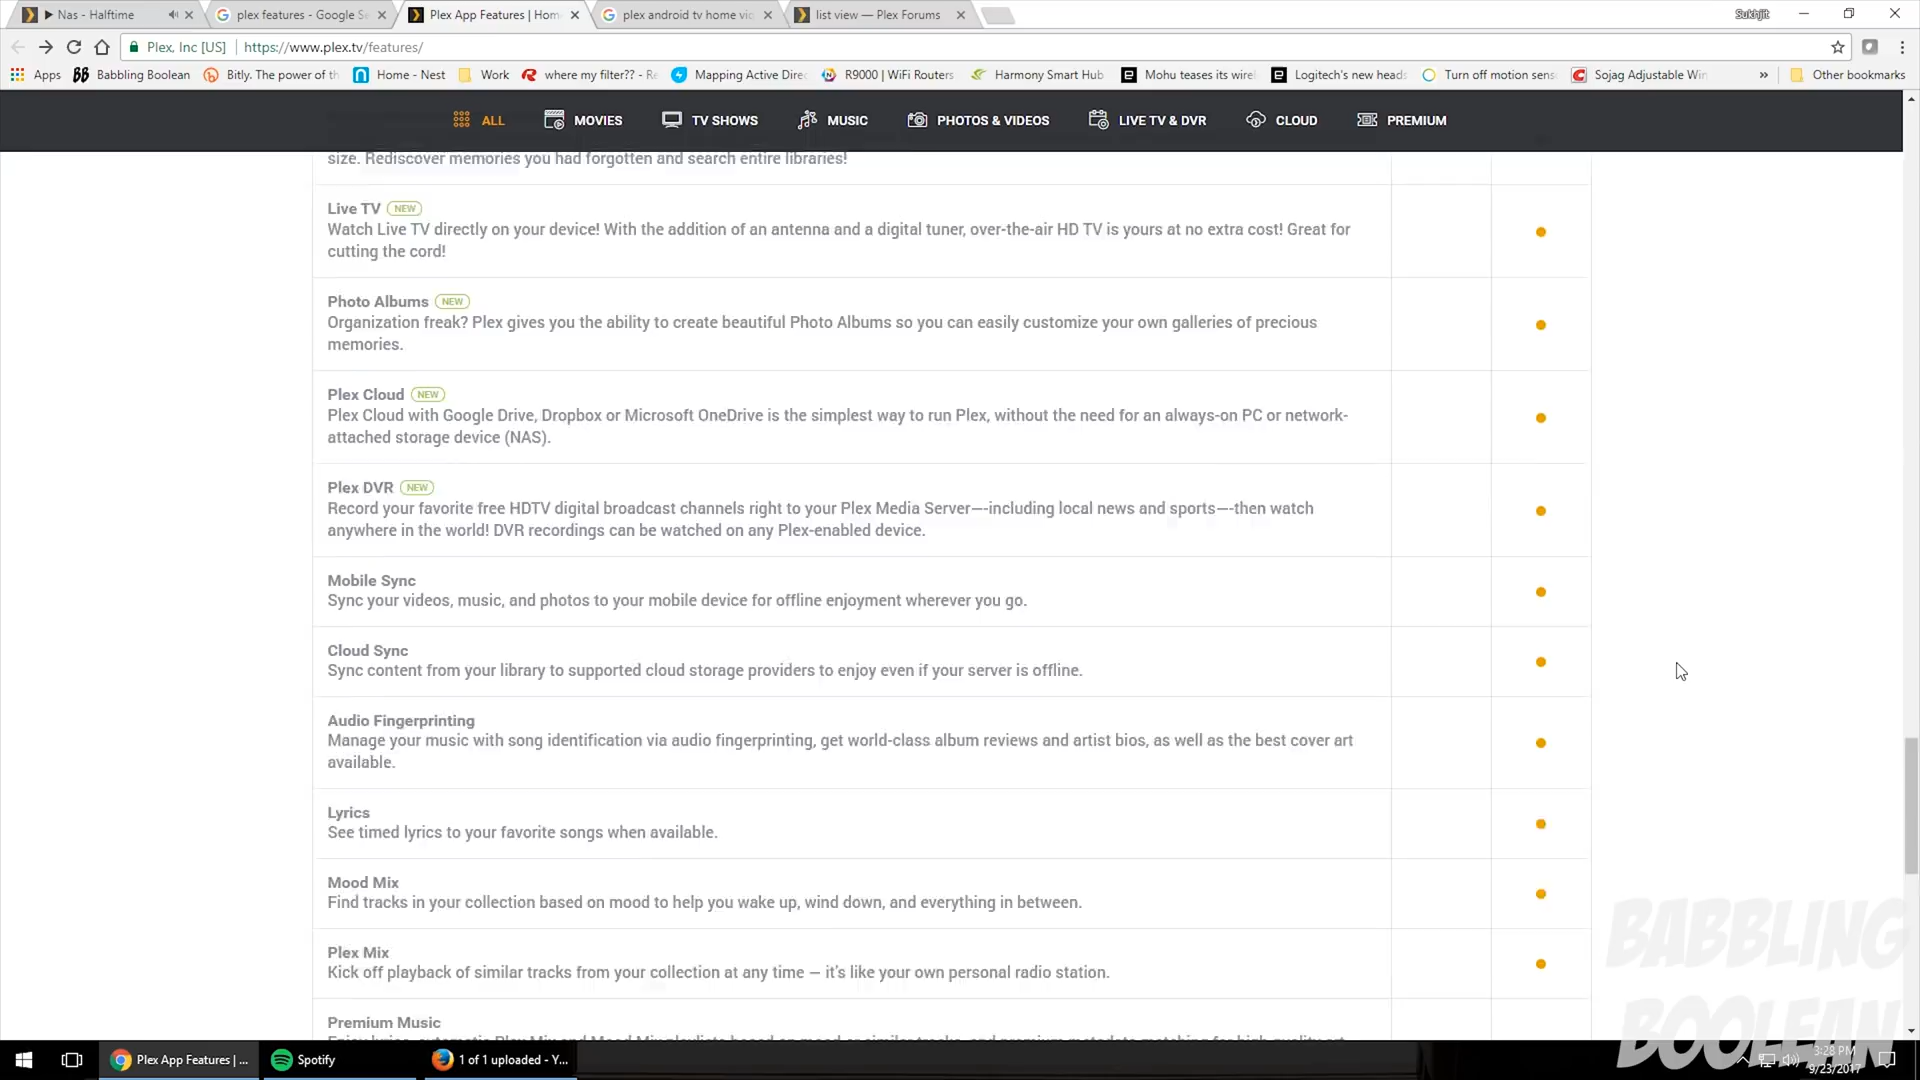 Nas - Halftime
plex features - Google Se
Plex App Features | Hom
plex android tv home vid
list view — Plex Forums
Sukhjit
Plex, Inc [US]
https://www.plex.tv/features/
Apps
Babbling Boolean
Bitly. The power of th
Home - Nest
Work
where my filter?? - Re
Mapping Active Direc
R9000 | WiFi Routers
Harmony Smart Hub
Mohu teases its wirel
Logitech's new heads
Turn off motion sens
Sojag Adjustable Win
»
Other bookmarks
ALL
MOVIES
TV SHOWS
MUSIC
PHOTOS & VIDEOS
LIVE TV & DVR
CLOUD
PREMIUM
size. Rediscover memories you had forgotten and search entire libraries!
Live TV NEW
Watch Live TV directly on your device! With the addition of an antenna and a digital tuner, over-the-air HD TV is yours at no extra cost! Great for
cutting the cord!
Photo Albums NEW
Organization freak? Plex gives you the ability to create beautiful Photo Albums so you can easily customize your own galleries of precious
memories.
Plex Cloud NEW
Plex Cloud with Google Drive, Dropbox or Microsoft OneDrive is the simplest way to run Plex, without the need for an always-on PC or network-
attached storage device (NAS).
Plex DVR NEW
Record your favorite free HDTV digital broadcast channels right to your Plex Media Server—-including local news and sports—-then watch
anywhere in the world! DVR recordings can be watched on any Plex-enabled device.
Mobile Sync
Sync your videos, music, and photos to your mobile device for offline enjoyment wherever you go.
Cloud Sync
Sync content from your library to supported cloud storage providers to enjoy even if your server is offline.
Audio Fingerprinting
Manage your music with song identification via audio fingerprinting, get world-class album reviews and artist bios, as well as the best cover art
available.
Lyrics
See timed lyrics to your favorite songs when available.
Mood Mix
Find tracks in your collection based on mood to help you wake up, wind down, and everything in between.
Plex Mix
Kick off playback of similar tracks from your collection at any time — it's like your own personal radio station.
Premium Music
BABBLING
BOOLEAN
Plex App Features | ...
Spotify
1 of 1 uploaded - Y...
3:28 PM
9/23/2017